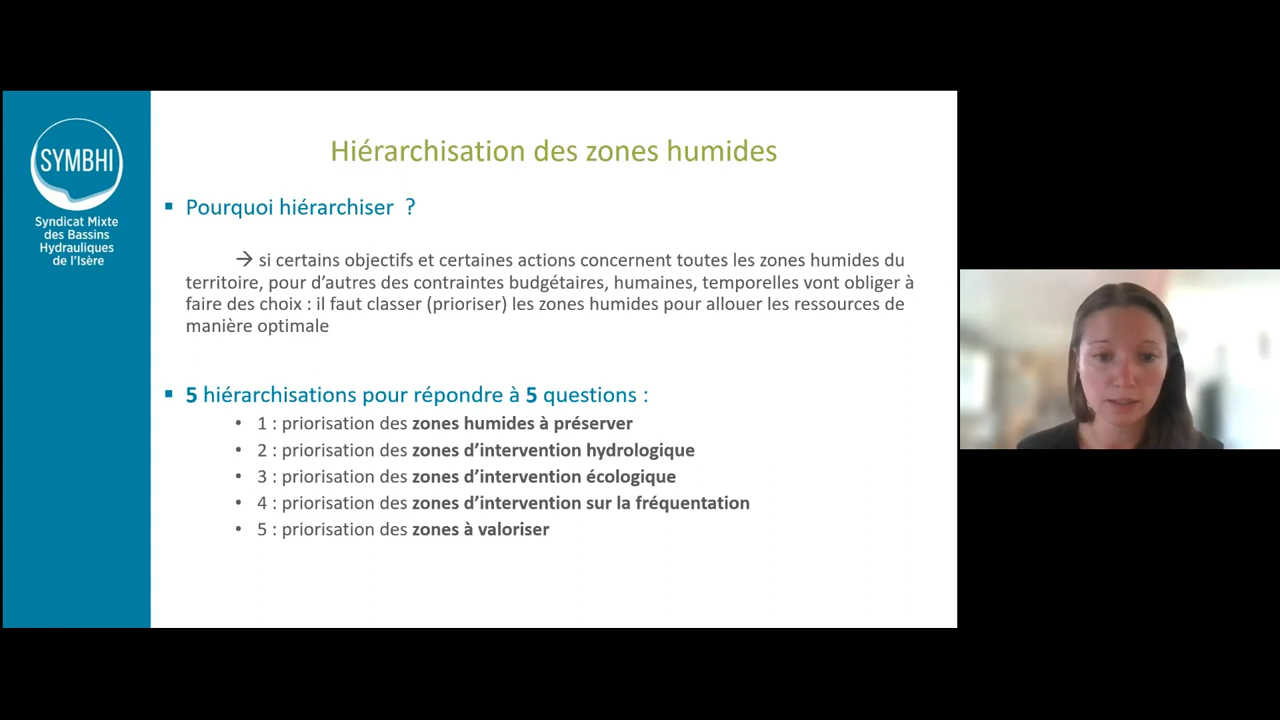 SYMBHI
Syndicat Mixte
des Bassins
Hydrauliques
de l'Isère
Hiérarchisation des zones humides
▪ Pourquoi hiérarchiser ?
→ si certains objectifs et certaines actions concernent toutes les zones humides du
territoire, pour d'autres des contraintes budgétaires, humaines, temporelles vont obliger à
faire des choix : il faut classer (prioriser) les zones humides pour allouer les ressources de
manière optimale
▪ 5 hiérarchisations pour répondre à 5 questions :
• 1 : priorisation des zones humides à préserver
• 2 : priorisation des zones d'intervention hydrologique
• 3 : priorisation des zones d'intervention écologique
• 4 : priorisation des zones d'intervention sur la fréquentation
• 5 : priorisation des zones à valoriser